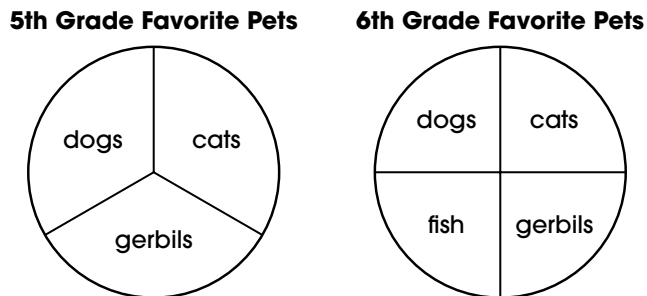 5th Grade Favorite Pets
dogs
cats
gerbils
6th Grade Favorite Pets
dogs
cats
fish
gerbils